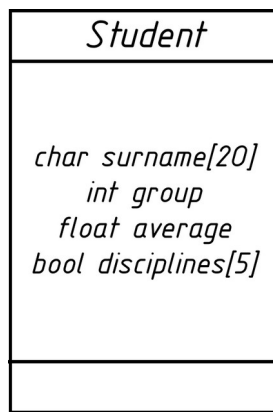 Student
char surname[20]
int group
float average
bool disciplines[5]